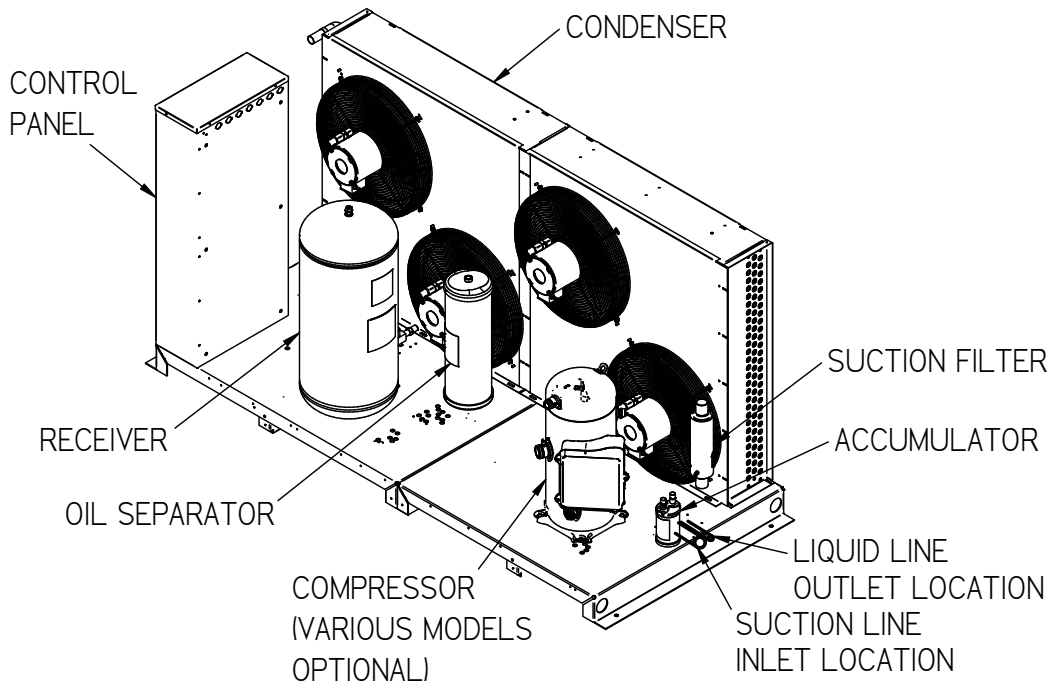 CONDENSER
CONTROL
PANEL
SUCTION FILTER
RECEIVER
ACCUMULATOR
OIL SEPARATOR
LIQUID LINE
OUTLET LOCATION
COMPRESSOR
(VARIOUS MODELS
OPTIONAL)
SUCTION LINE
INLET LOCATION